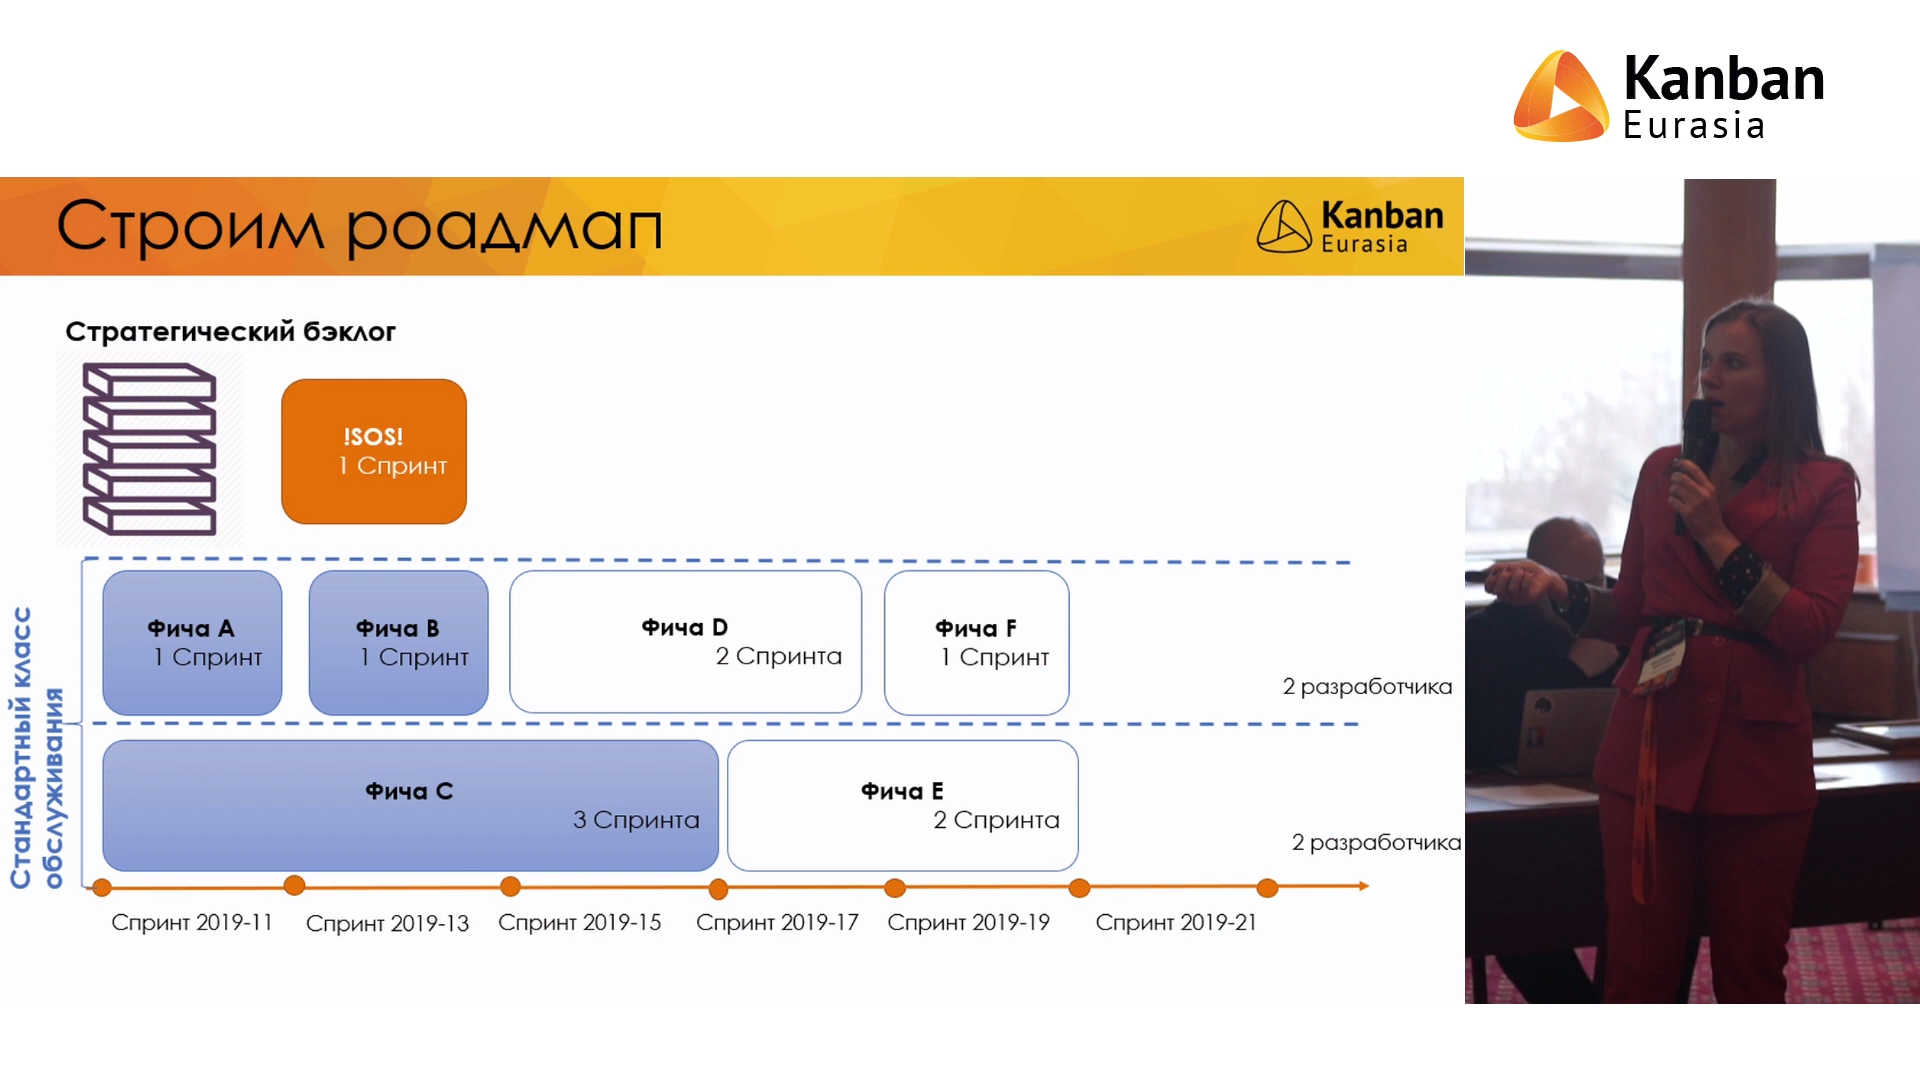 Kanban
Eurasia
Строим роадмап
Kanban
Eurasia
Стратегический бэклог
!SOS!
1 Спринт
Стандартный класс
обслуживания
Фича A
1 Спринт
Фича B
1 Спринт
Фича D
2 Спринта
Фича F
1 Спринт
2 разработчика
Фича C
3 Спринта
Фича E
2 Спринта
2 разработчика
Спринт 2019-11
Спринт 2019-13
Спринт 2019-15
Спринт 2019-17
Спринт 2019-19
Спринт 2019-21